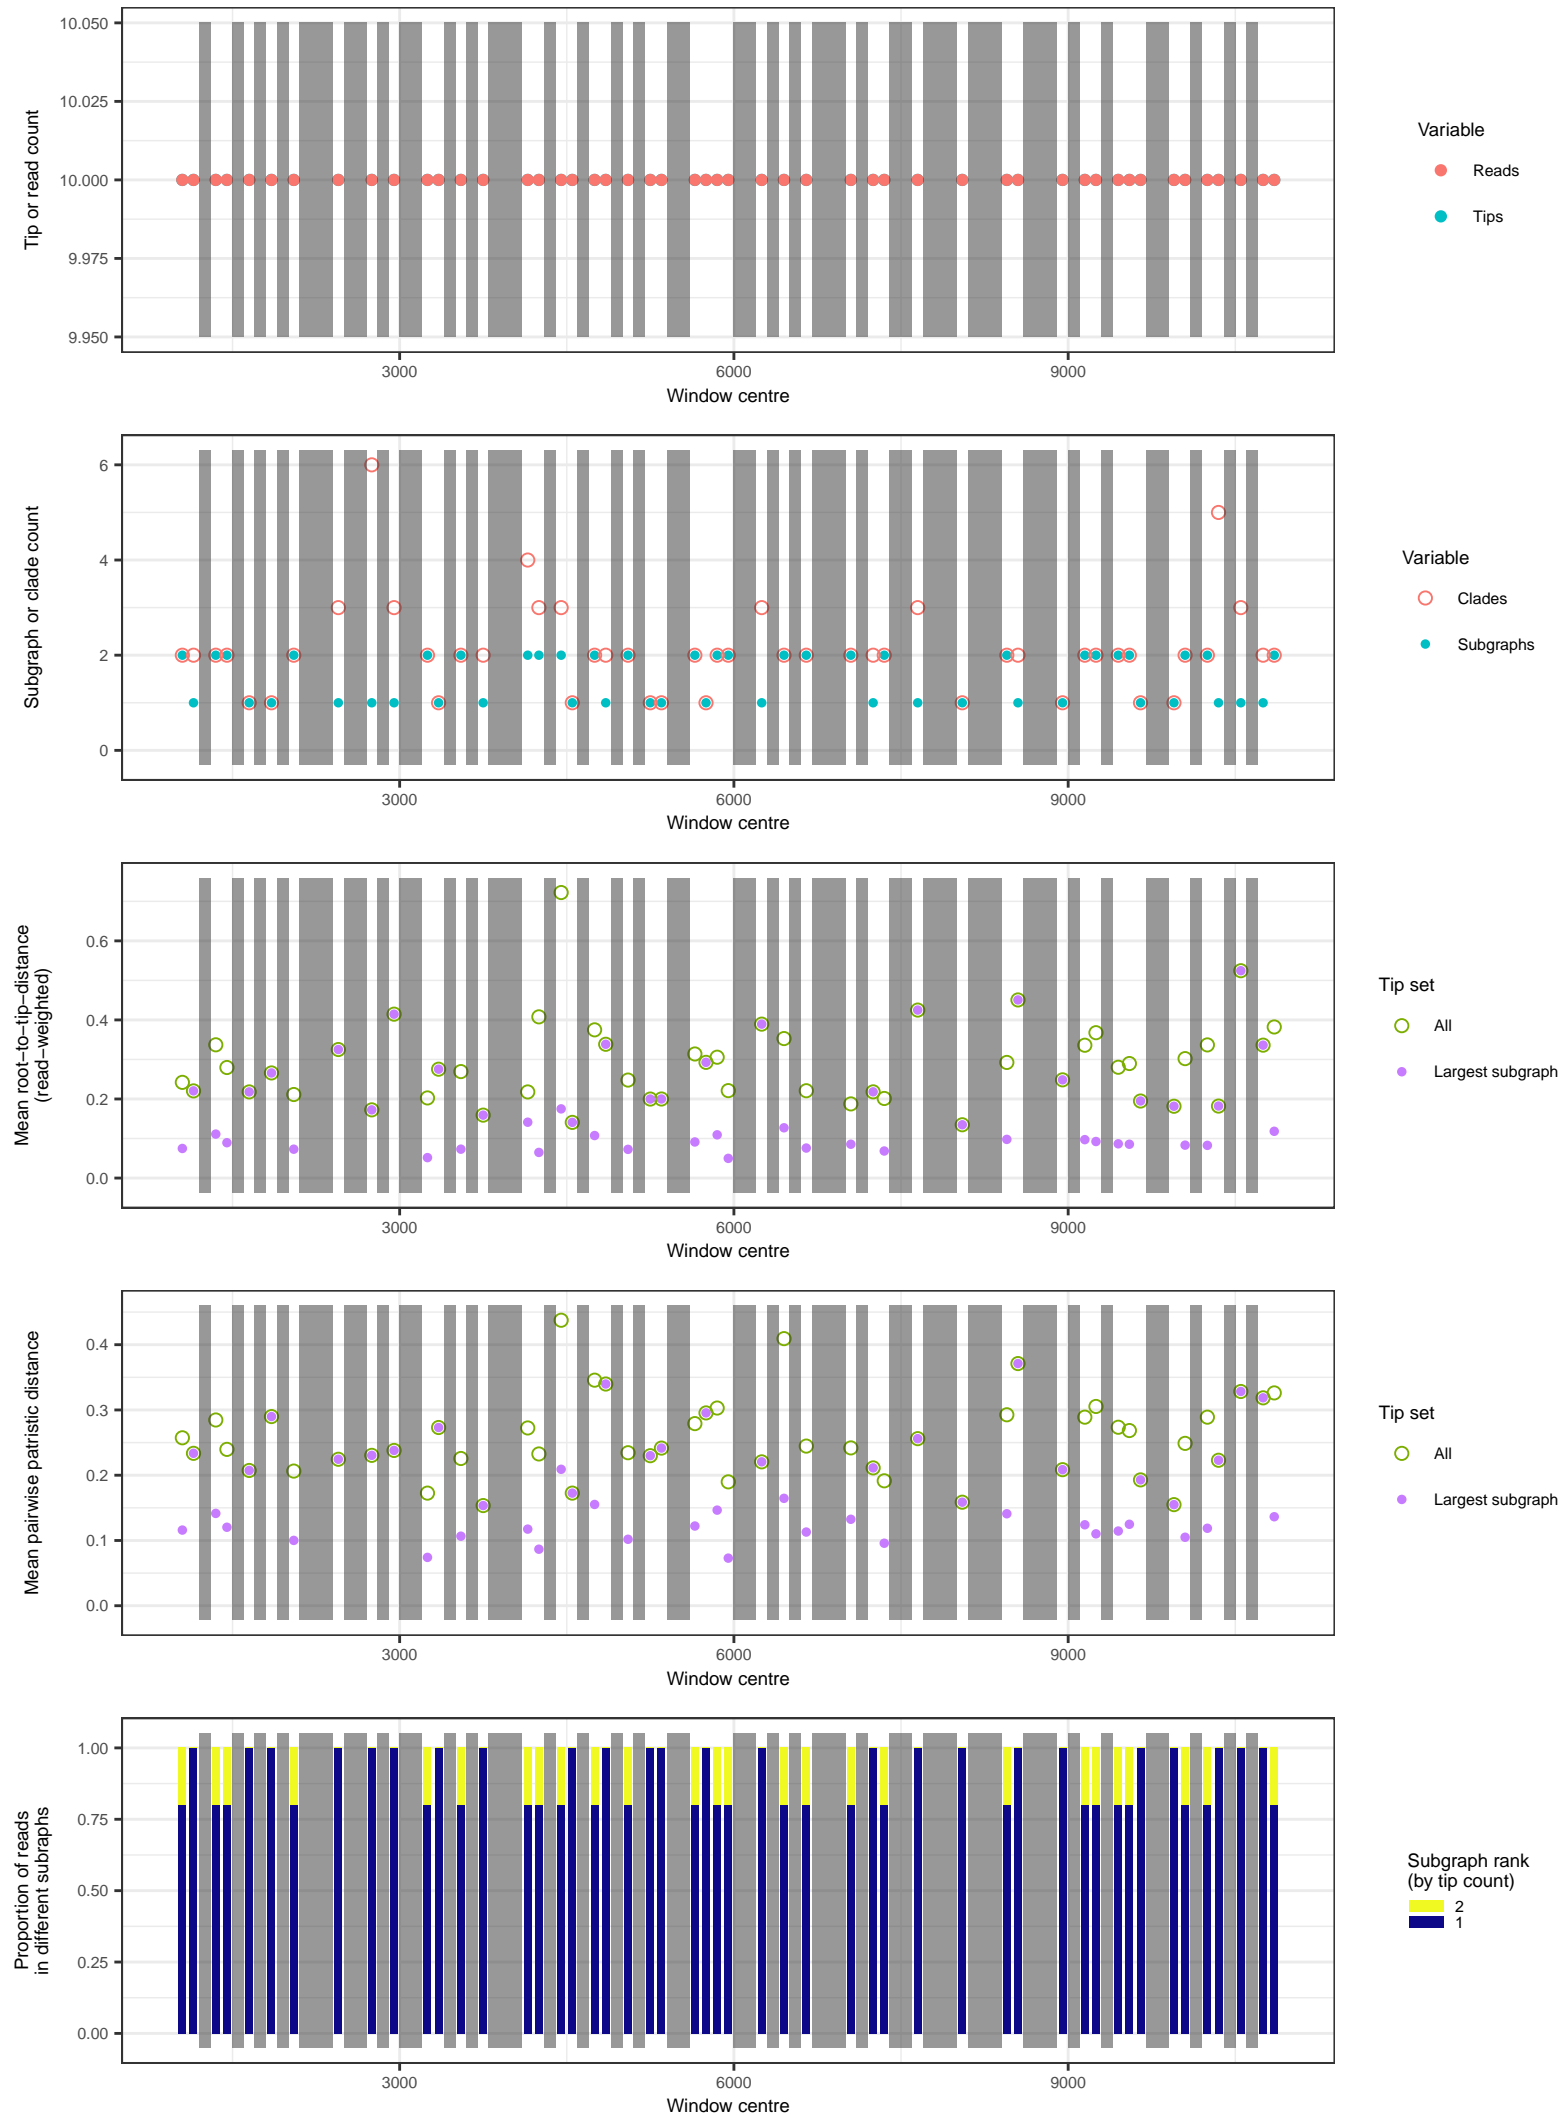 Tip or read count
10.050
10.025
10.000
9.975
9.950
3000
6000
9000
Window centre
Variable
Reads
Tips
Subgraph or clade count
6
4
2
0
3000
6000
9000
Window centre
Variable
Clades
Subgraphs
Mean root−to−tip−distance
(read−weighted)
0.6
0.4
0.2
0.0
3000
6000
9000
Window centre
Tip set
All
Largest subgraph
Mean pairwise patristic distance
0.4
0.3
0.2
0.1
0.0
3000
6000
9000
Window centre
Tip set
All
Largest subgraph
Proportion of reads
in different subraphs
1.00
0.75
0.50
0.25
0.00
3000
6000
9000
Window centre
Subgraph rank
(by tip count)
2
1